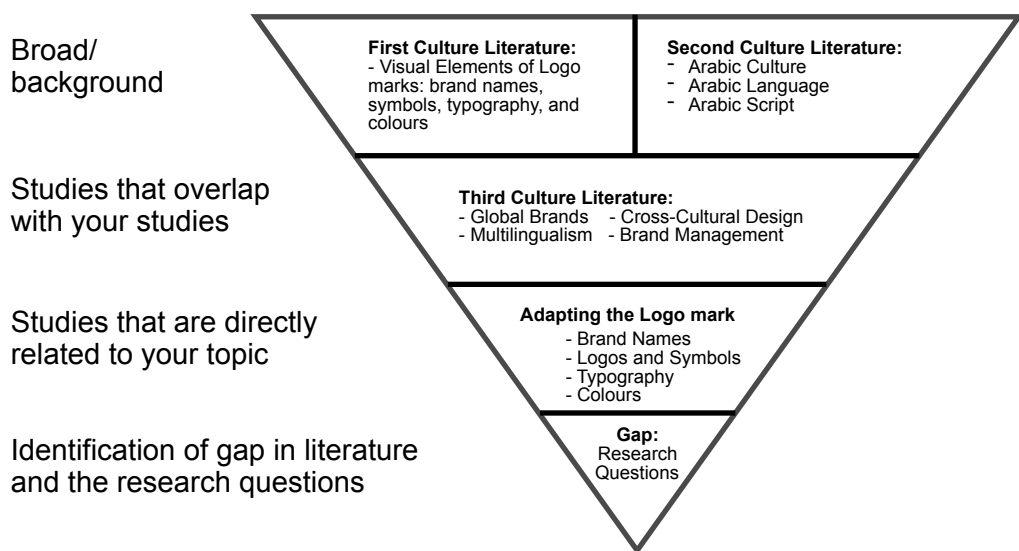 Broad/
background
First Culture Literature:
- Visual Elements of Logo
marks: brand names,
symbols, typography, and
colours
Second Culture Literature:
- Arabic Culture
- Arabic Language
- Arabic Script
Studies that overlap
with your studies
Third Culture Literature:
- Global Brands - Cross-Cultural Design
- Multilingualism - Brand Management
Studies that are directly
related to your topic
Adapting the Logo mark
- Brand Names
- Logos and Symbols
- Typography
- Colours
Identification of gap in literature
and the research questions
Gap:
Research
Questions